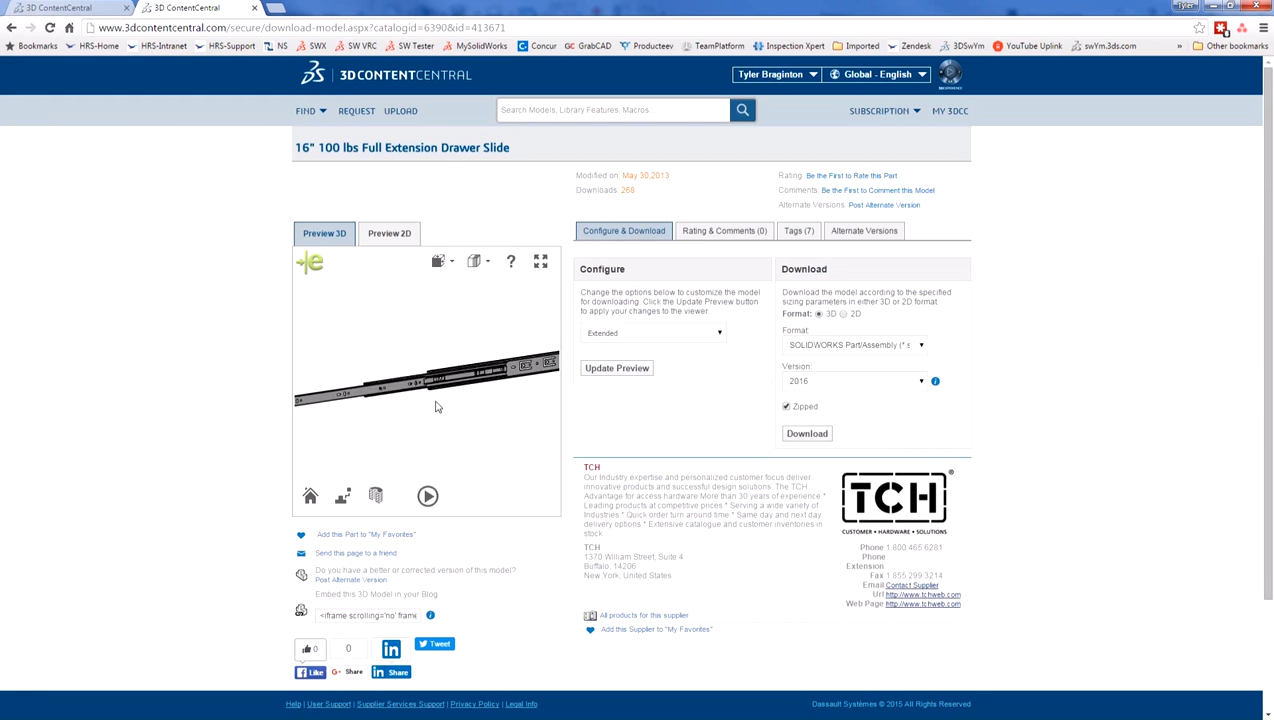 3D ContentCentral
3D ContentCentral
Tyler
www.3dcontentcentral.com/secure/download-model.aspx?catalogid=6390&id=413671
Bookmarks HRS-Home HRS-Intranet HRS-Support NS SWX SW VRC SW Tester MySolidWorks Concur GrabCAD Producteev TeamPlatform Inspection Xpert Imported Zendesk 3DSwYm YouTube Uplink swYm.3ds.com » Other bookmarks
3DCONTENTCENTRAL
Tyler Braginton Global - English
FIND REQUEST UPLOAD Search Models, Library Features, Macros SUBSCRIPTION MY 3DCC
16" 100 lbs Full Extension Drawer Slide
Modified on: May 30.2013 Rating: Be the First to Rate this Part
Downloads: 268 Comments: Be the First to Comment this Model
Alternate Versions: Post Alternate Version
Preview 3D Preview 2D Configure & Download Rating & Comments (0) Tags (7) Alternate Versions
Configure
Change the options below to customize the model
for downloading. Click the Update Preview button
to apply your changes to the viewer.
Extended
Update Preview
Download
Download the model according to the specified
sizing parameters in either 3D or 2D format.
Format: 3D 2D
Format:
SOLIDWORKS Part/Assembly (*.s
Version:
2016
Zipped
Download
TCH
Our Industry expertise and personalized customer focus deliver
innovative products and successful design solutions. The TCH
Advantage for access hardware More than 30 years of experience *
Leading products at competitive prices * Serving a wide variety of
Industries * Quick order turn around time * Same day and next day
delivery options * Extensive catalogue and customer inventories in
stock
TCH
1370 William Street, Suite 4
Buffalo, 14206
New York, United States
TCH®
CUSTOMER • HARDWARE • SOLUTIONS
Phone 1.800.465.6281
Phone
Extension
Fax 1 855 299.3214
Email Contact Supplier
Url http://www.tchweb.com
Web Page http://www.tchweb.com
All products for this supplier
Add this Supplier to "My Favorites"
Add this Part to "My Favorites"
Send this page to a friend
Do you have a better or corrected version of this model?
Post Alternate Version
Embed this 3D Model in your Blog
<iframe scrolling='no' frame
0 0 in Tweet
Like G+ Share in Share
Help | User Support | Supplier Services Support | Privacy Policy | Legal Info
Dassault Systèmes © 2015 All Rights Reserved